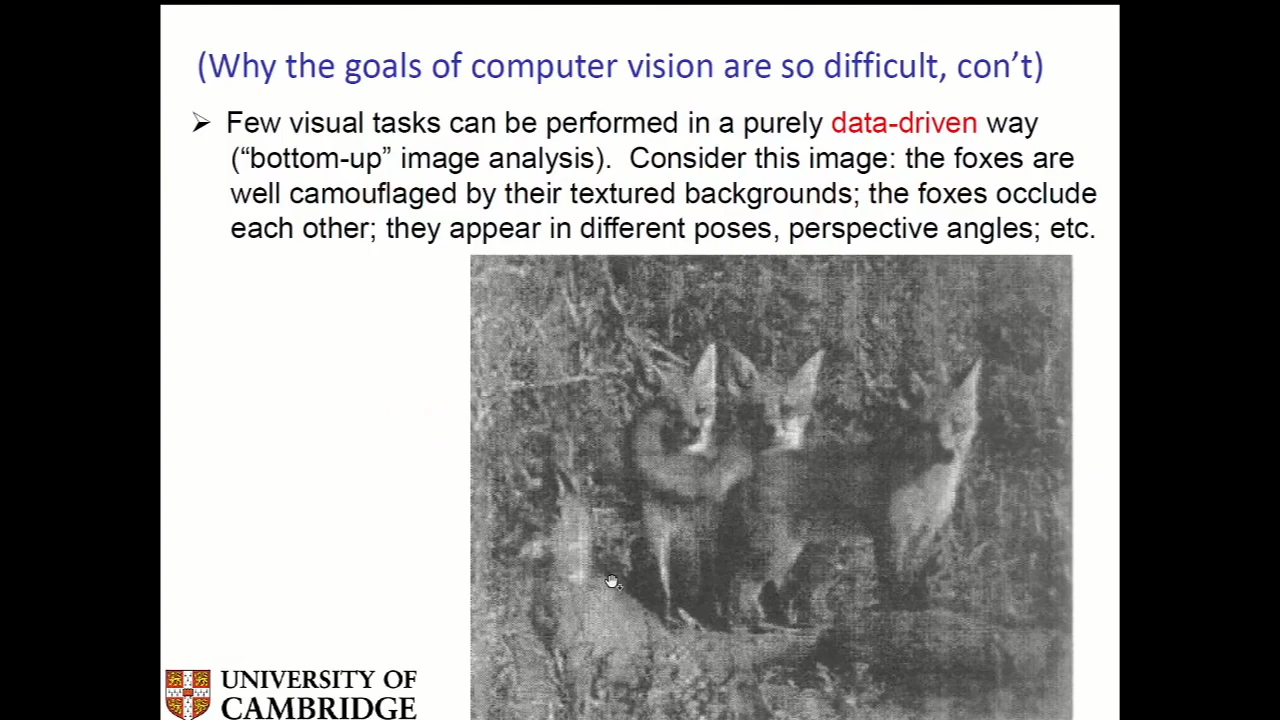 (Why the goals of computer vision are so difficult, con’t)
➢ Few visual tasks can be performed in a purely data-driven way
(“bottom-up” image analysis). Consider this image: the foxes are
well camouflaged by their textured backgrounds; the foxes occlude
each other; they appear in different poses, perspective angles; etc.
UNIVERSITY OF
CAMBRIDGE